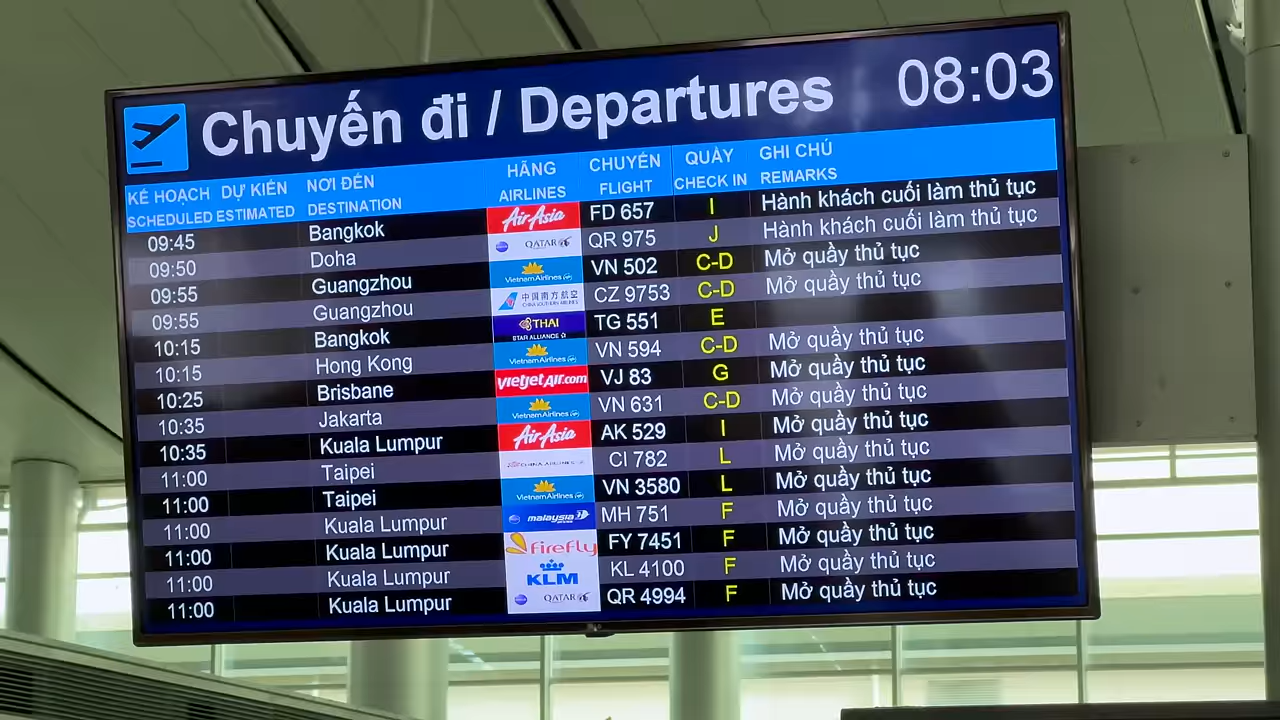 Chuyến đi / Departures 08:03
KẾ HOẠCH DỰ KIẾN NƠI ĐẾN HÃNG CHUYẾN QUẦY GHI CHÚ
SCHEDULED ESTIMATED DESTINATION AIRLINES FLIGHT CHECK IN REMARKS
09:45 Bangkok AirAsia FD 657 I Hành khách cuối làm thủ tục
09:50 Doha QATAR QR 975 J Hành khách cuối làm thủ tục
09:55 Guangzhou Vietnam Airlines VN 502 C-D Mở quầy thủ tục
09:55 Guangzhou 中国南方航空 CHINA SOUTHERN AIRLINES CZ 9753 C-D Mở quầy thủ tục
10:15 Bangkok THAI STAR ALLIANCE TG 551 E
10:15 Hong Kong Vietnam Airlines VN 594 C-D Mở quầy thủ tục
10:25 Brisbane vietjetAir.com VJ 83 G Mở quầy thủ tục
10:35 Jakarta Vietnam Airlines VN 631 C-D Mở quầy thủ tục
10:35 Kuala Lumpur AirAsia AK 529 I Mở quầy thủ tục
11:00 Taipei CHINA AIRLINES CI 782 L Mở quầy thủ tục
11:00 Taipei Vietnam Airlines VN 3580 L Mở quầy thủ tục
11:00 Kuala Lumpur malaysia airlines MH 751 F Mở quầy thủ tục
11:00 Kuala Lumpur firefly FY 7451 F Mở quầy thủ tục
11:00 Kuala Lumpur KLM KL 4100 F Mở quầy thủ tục
11:00 Kuala Lumpur QATAR QR 4994 F Mở quầy thủ tục